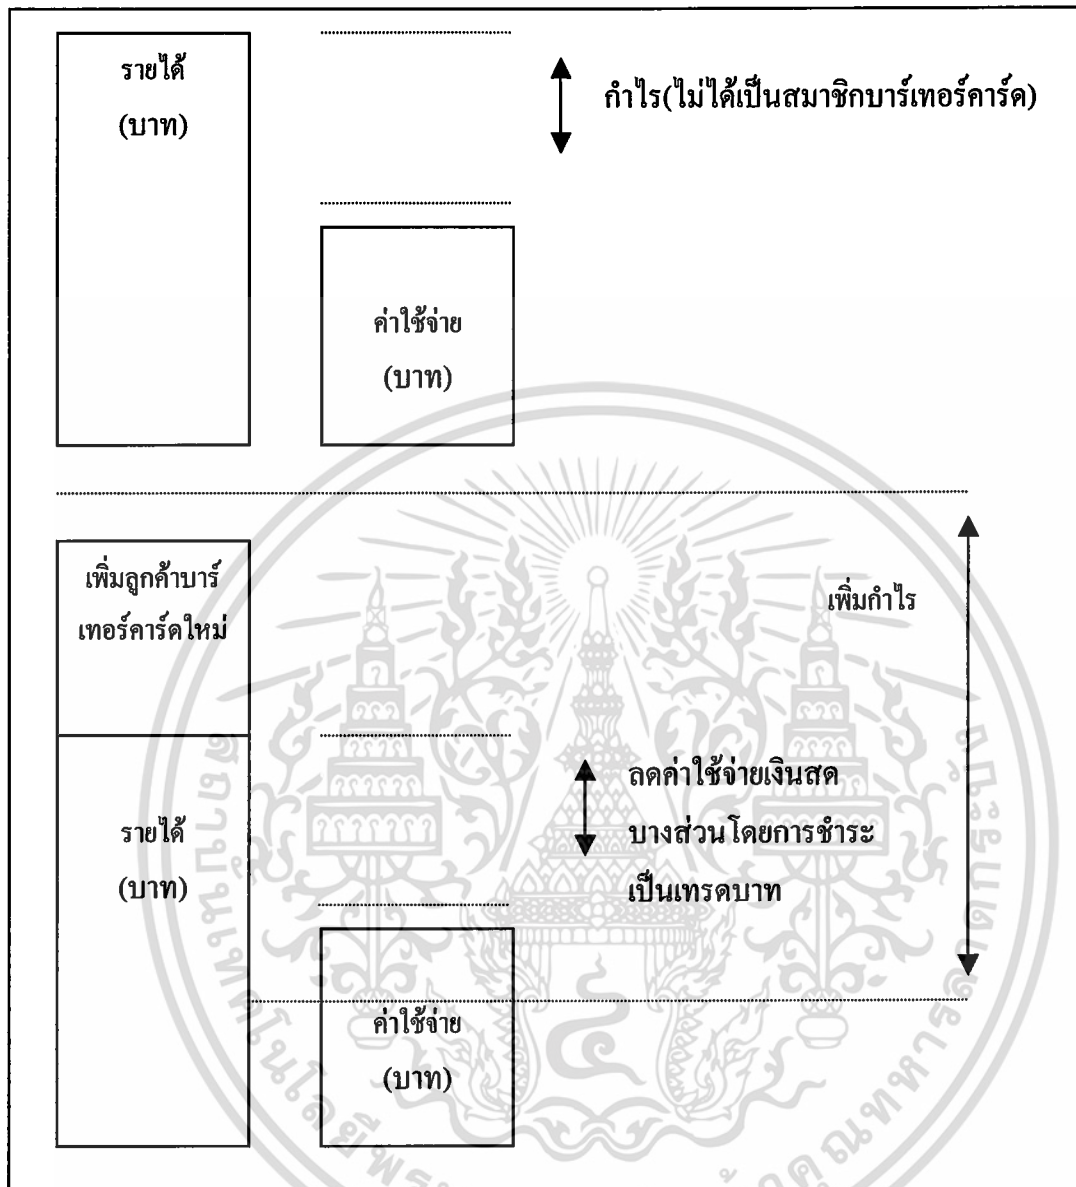 รายได้
(บาท)
กำไร(ไม่ได้เป็นสมาชิกบาร์เทอร์คาร์ด)
ค่าใช้จ่าย
(บาท)
เพิ่มลูกค้าบาร์
เทอร์คาร์ดใหม่
เพิ่มกำไร
รายได้
(บาท)
ลดค่าใช้จ่ายเงินสด
บางส่วนโดยการชำระ
เป็นเทรดบาท
ค่าใช้จ่าย
(บาท)